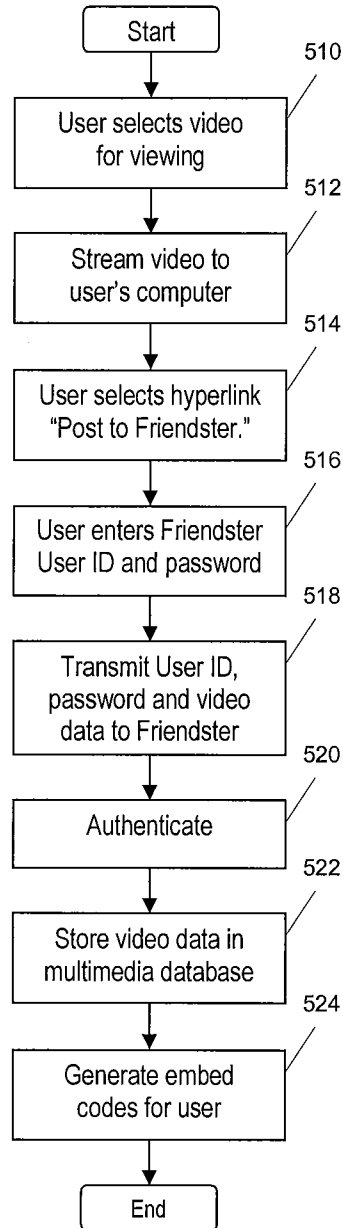 Start
510
User selects video
for viewing
512
Stream video to
user's computer
514
User selects hyperlink
“Post to Friendster.”
516
User enters Friendster
User ID and password
518
Transmit User ID,
password and video
data to Friendster
520
Authenticate
522
Store video data in
multimedia database
524
Generate embed
codes for user
End